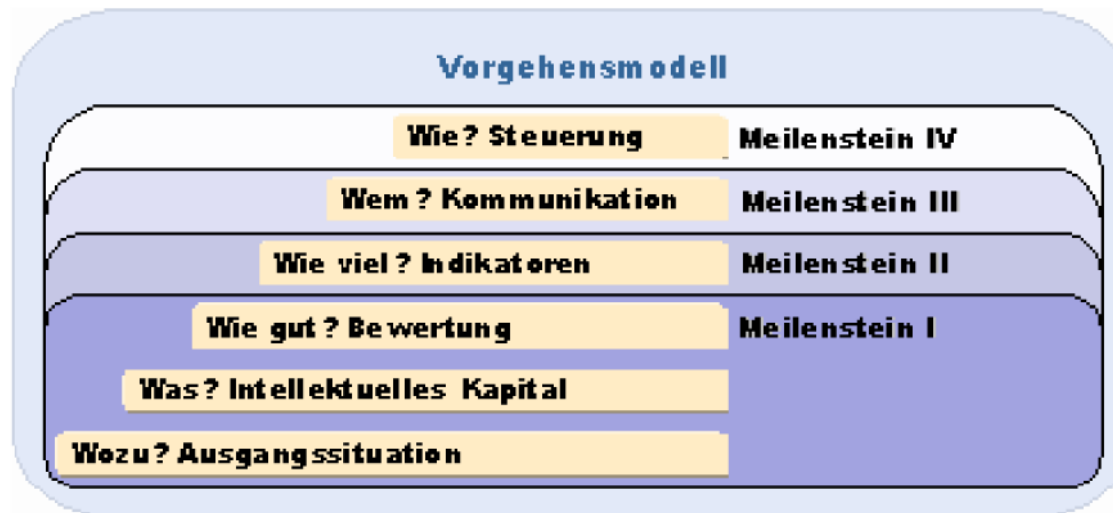 Vorgehensmodell
Wie? Steuerung Meilenstein IV
Wem? Kommunikation Meilenstein III
Wie viel? Indikatoren Meilenstein II
Wie gut? Bewertung Meilenstein I
Was? Intellektuelles Kapital
Wozu? Ausgangssituation